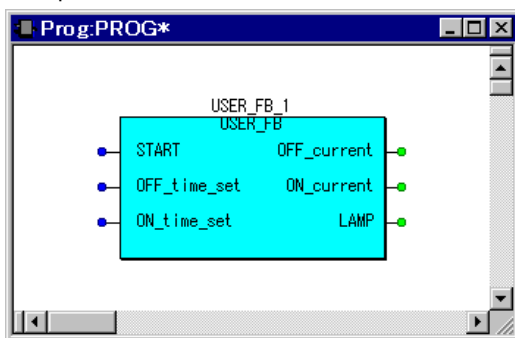 Prog:PROG*
USER_FB_1
USER_FB
START OFF_current
OFF_time_set ON_current
ON_time_set LAMP